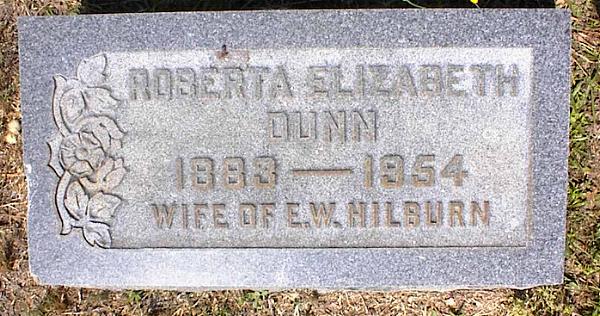 ROBERTA ELIZABETH
DUNN
1883 — 1954
WIFE OF E.W. HILBURN